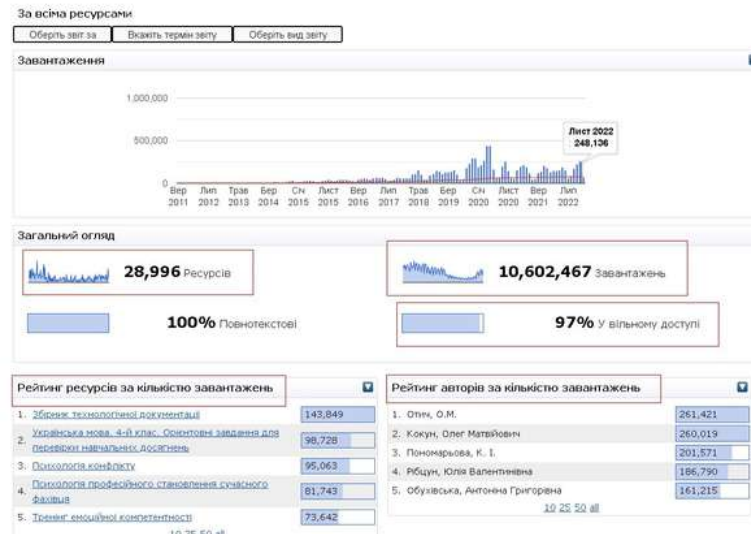 За всіма ресурсами
Оберіть звіт за
Вкажіть термін звіту
Оберіть вид звіту
Завантаження
1,000,000
500,000
0
Лист 2022
248,136
Вер Лип Трав Бер Січ Лист Вер Лип Трав Бер Січ Лист Вер Лип
2011 2012 2013 2014 2015 2015 2016 2017 2018 2019 2020 2020 2021 2022
Загальний огляд
28,996 Ресурсів
10,602,467 Завантажень
100% Повнотекстові
97% У вільному доступі
Рейтинг ресурсів за кількістю завантажень
1. Збірник технологічної документації 143,849
2. Українська мова. 4-й клас. Орієнтовні завдання для
перевірки навчальних досягнень 98,728
3. Психологія конфлікту 95,063
4. Психологія професійного становлення сучасного
фахівця 81,743
5. Тренінг емоційної компетентності 73,642
10 25 50 all
Рейтинг авторів за кількістю завантажень
1. Отич, О.М. 261,421
2. Кокун, Олег Матвійович 260,019
3. Пономарьова, К. І. 201,571
4. Рібцун, Юлія Валентинівна 186,790
5. Обухівська, Антоніна Григорівна 161,215
10 25 50 all